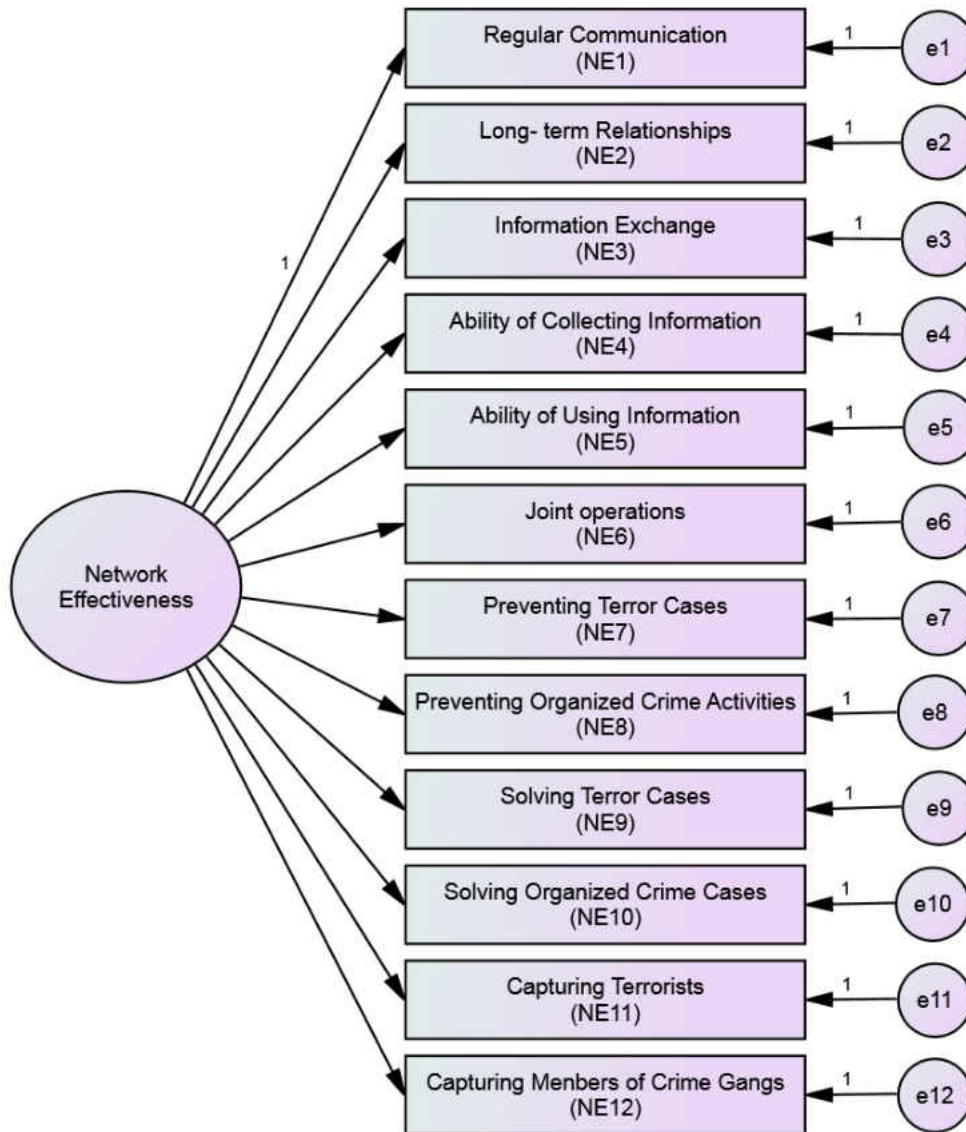 Regular Communication
(NE1)
1
e1
Long- term Relationships
(NE2)
1
e2
Information Exchange
(NE3)
1
e3
1
Ability of Collecting Information
(NE4)
1
e4
Ability of Using Information
(NE5)
1
e5
Joint operations
(NE6)
1
e6
Network
Effectiveness
Preventing Terror Cases
(NE7)
1
e7
Preventing Organized Crime Activities
(NE8)
1
e8
Solving Terror Cases
(NE9)
1
e9
Solving Organized Crime Cases
(NE10)
1
e10
Capturing Terrorists
(NE11)
1
e11
Capturing Menbers of Crime Gangs
(NE12)
1
e12